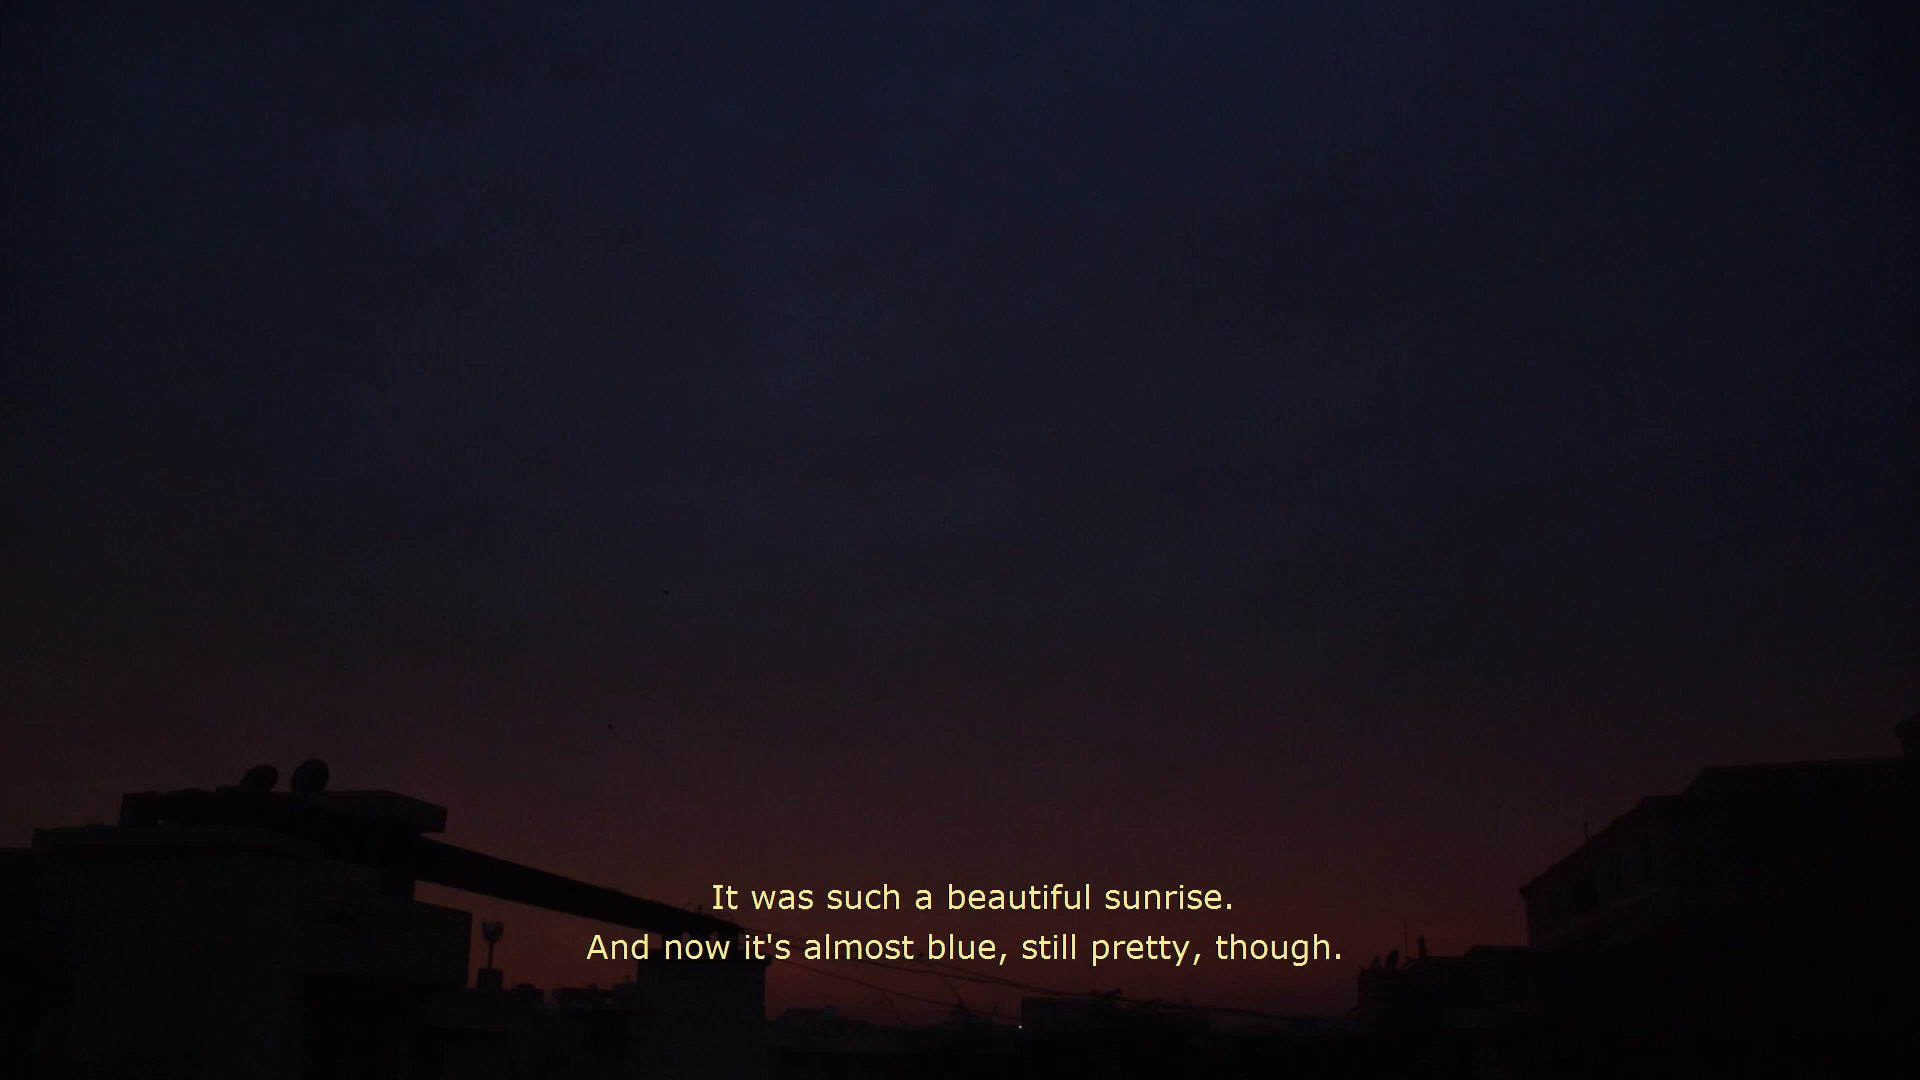 It was such a beautiful sunrise.
And now it's almost blue, still pretty, though.